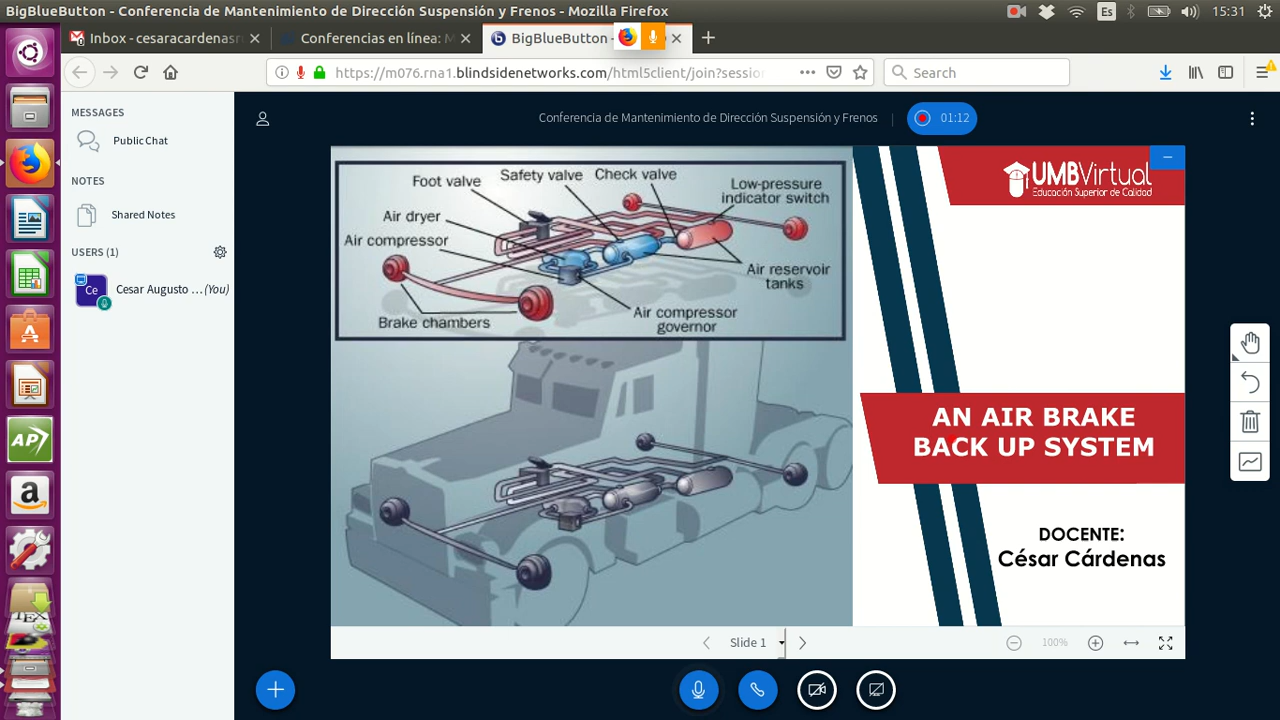 BigBlueButton - Conferencia de Mantenimiento de Dirección Suspensión y Frenos - Mozilla Firefox
Es
15:31
Inbox - cesaracardenasr
Conferencias en línea: M
BigBlueButton -
https://m076.rna1.blindsidenetworks.com/html5client/join?session
Search
MESSAGES
Public Chat
NOTES
Shared Notes
USERS (1)
Ce
Cesar Augusto ...(You)
Conferencia de Mantenimiento de Dirección Suspensión y Frenos
01:12
Foot valve
Safety valve
Check valve
Low-pressure
indicator switch
Air dryer
Air compressor
Air reservoir
tanks
Brake chambers
Air compressor
governor
UMBVirtual
Educación Superior de Calidad
AN AIR BRAKE
BACK UP SYSTEM
DOCENTE:
César Cárdenas
Slide 1
100%